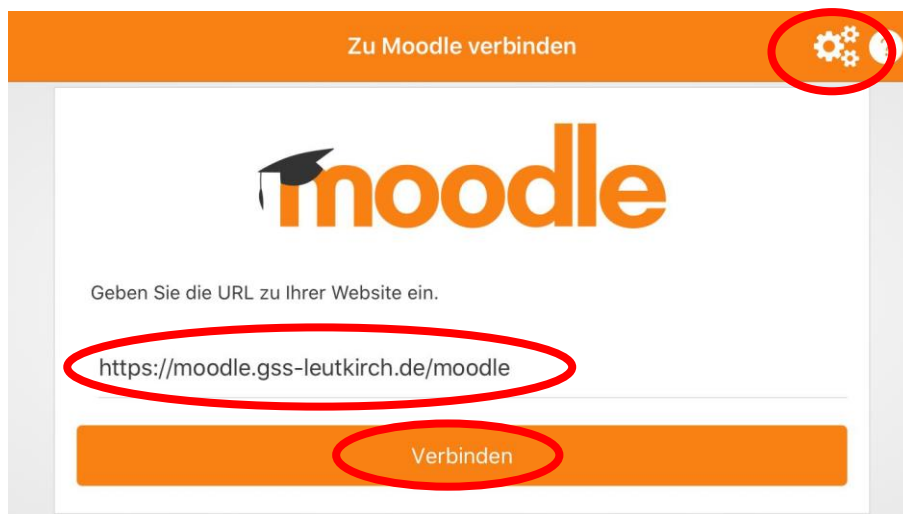 Zu Moodle verbinden
moodle
Geben Sie die URL zu Ihrer Website ein.
https://moodle.gss-leutkirch.de/moodle
Verbinden